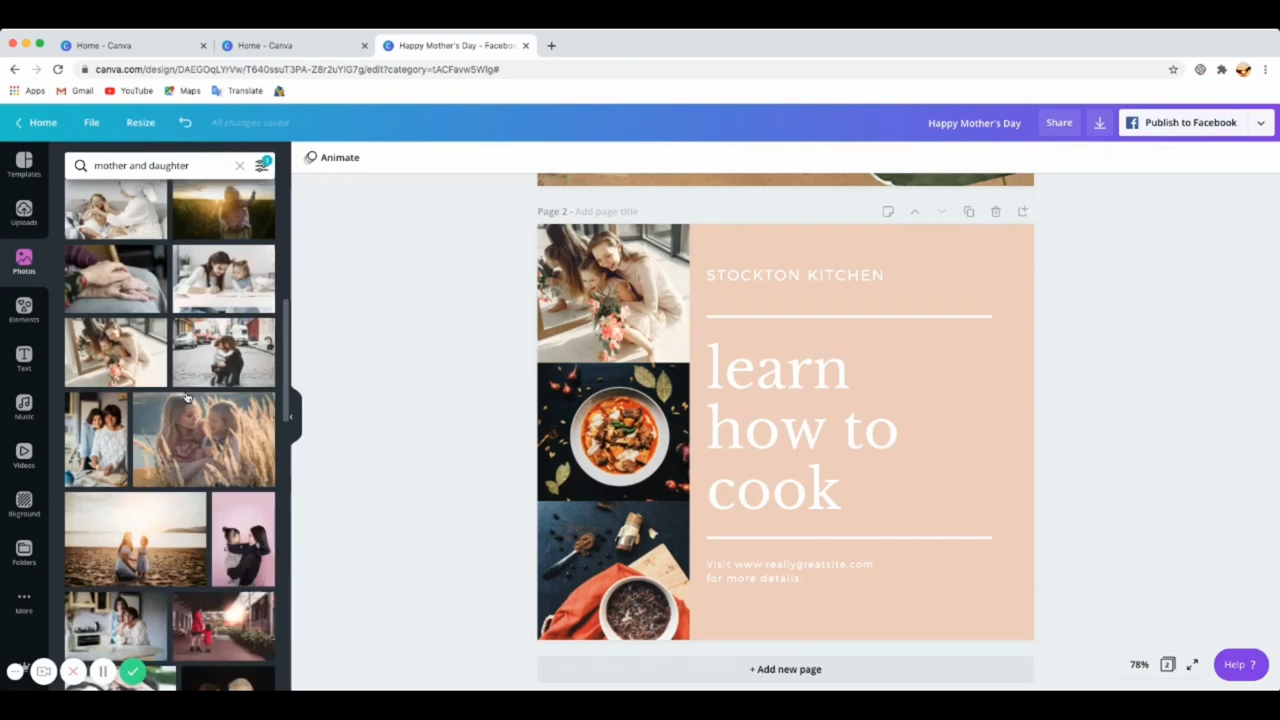 Home - Canva
Home - Canva
Happy Mother's Day - Faceboo
canva.com/design/DAEGOqLYrVw/T640ssuT3PA-Z8r2uYlG7g/edit?category=tACFavw5WIg#
Apps Gmail YouTube Maps Translate
Home File Resize All changes saved Happy Mother's Day Share Publish to Facebook
Templates
Uploads
Photos
Elements
Text
Music
Videos
Bkground
Folders
More
mother and daughter
Animate
Page 2 - Add page title
STOCKTON KITCHEN
learn
how to
cook
Visit www.reallygreatsite.com
for more details.
+ Add new page
78% 2 Help ?